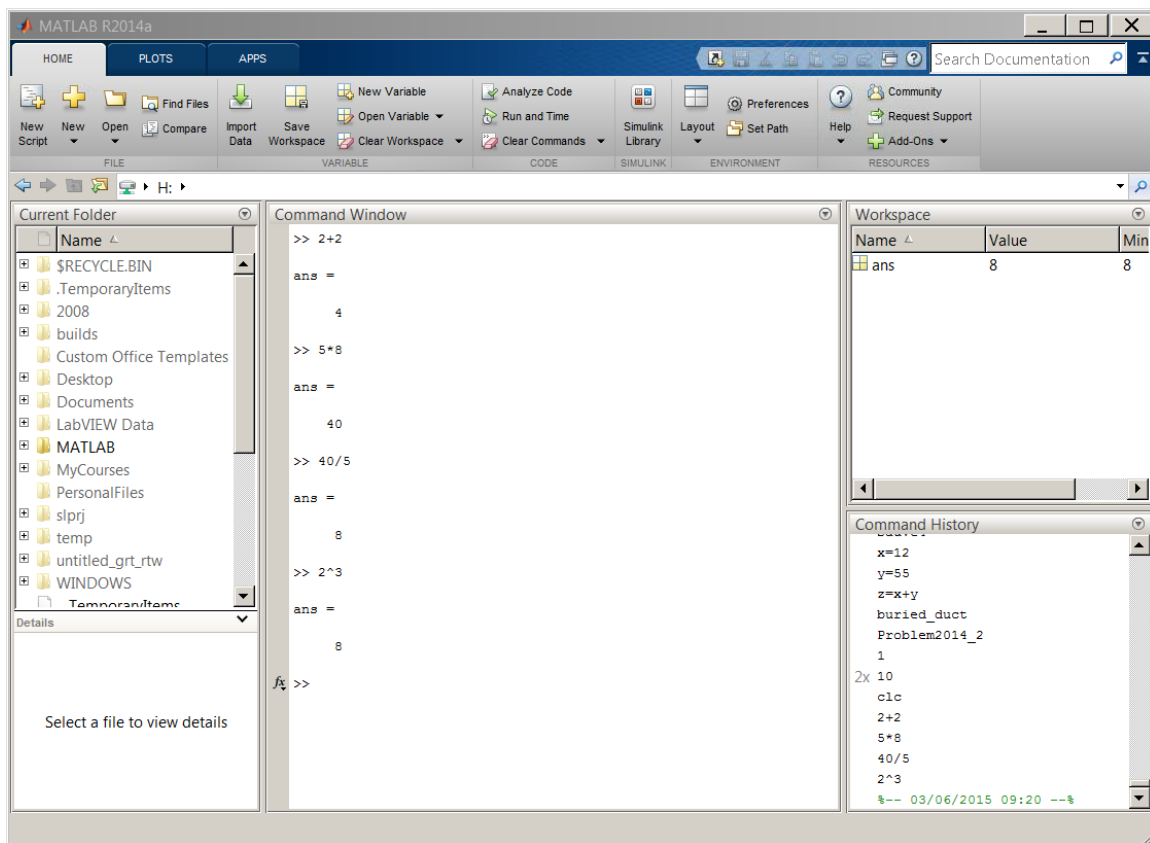 MATLAB R2014a
HOME PLOTS APPS
Search Documentation
New Script
New
Open
Find Files
Compare
FILE
Import Data
Save Workspace
New Variable
Open Variable
Clear Workspace
VARIABLE
Analyze Code
Run and Time
Clear Commands
CODE
Simulink Library
SIMULINK
Layout
Preferences
Set Path
ENVIRONMENT
Help
Community
Request Support
Add-Ons
RESOURCES
H:
Current Folder
Name
$RECYCLE.BIN
.TemporaryItems
2008
builds
Custom Office Templates
Desktop
Documents
LabVIEW Data
MATLAB
MyCourses
PersonalFiles
slprj
temp
untitled_grt_rtw
WINDOWS
Details
Select a file to view details
Command Window
>> 2+2
ans =
4
>> 5*8
ans =
40
>> 40/5
ans =
8
>> 2^3
ans =
8
fx >>
Workspace
Name Value Min
ans 8 8
Command History
x=12
y=55
z=x+y
buried_duct
Problem2014_2
1
2x 10
clc
2+2
5*8
40/5
2^3
%-- 03/06/2015 09:20 --%